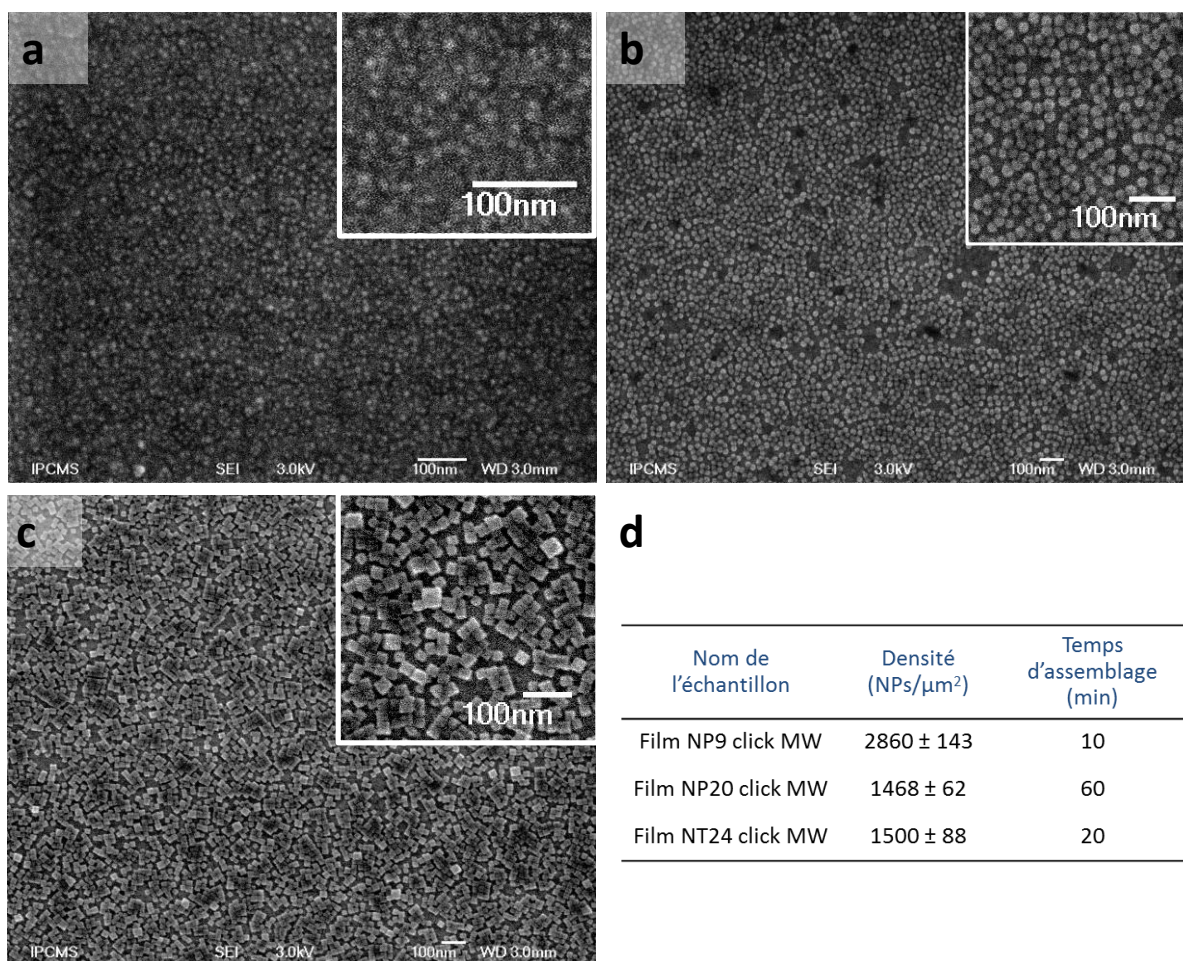 a
100nm
IPCMS SEI 3.0kV 100nm WD 3.0mm
b
100nm
IPCMS SEI 3.0kV 100nm WD 3.0mm
c
100nm
IPCMS SEI 3.0kV 100nm WD 3.0mm
d
Nom de l’échantillon Densité (NPs/µm²) Temps d’assemblage (min)
Film NP9 click MW 2860 ± 143 10
Film NP20 click MW 1468 ± 62 60
Film NT24 click MW 1500 ± 88 20